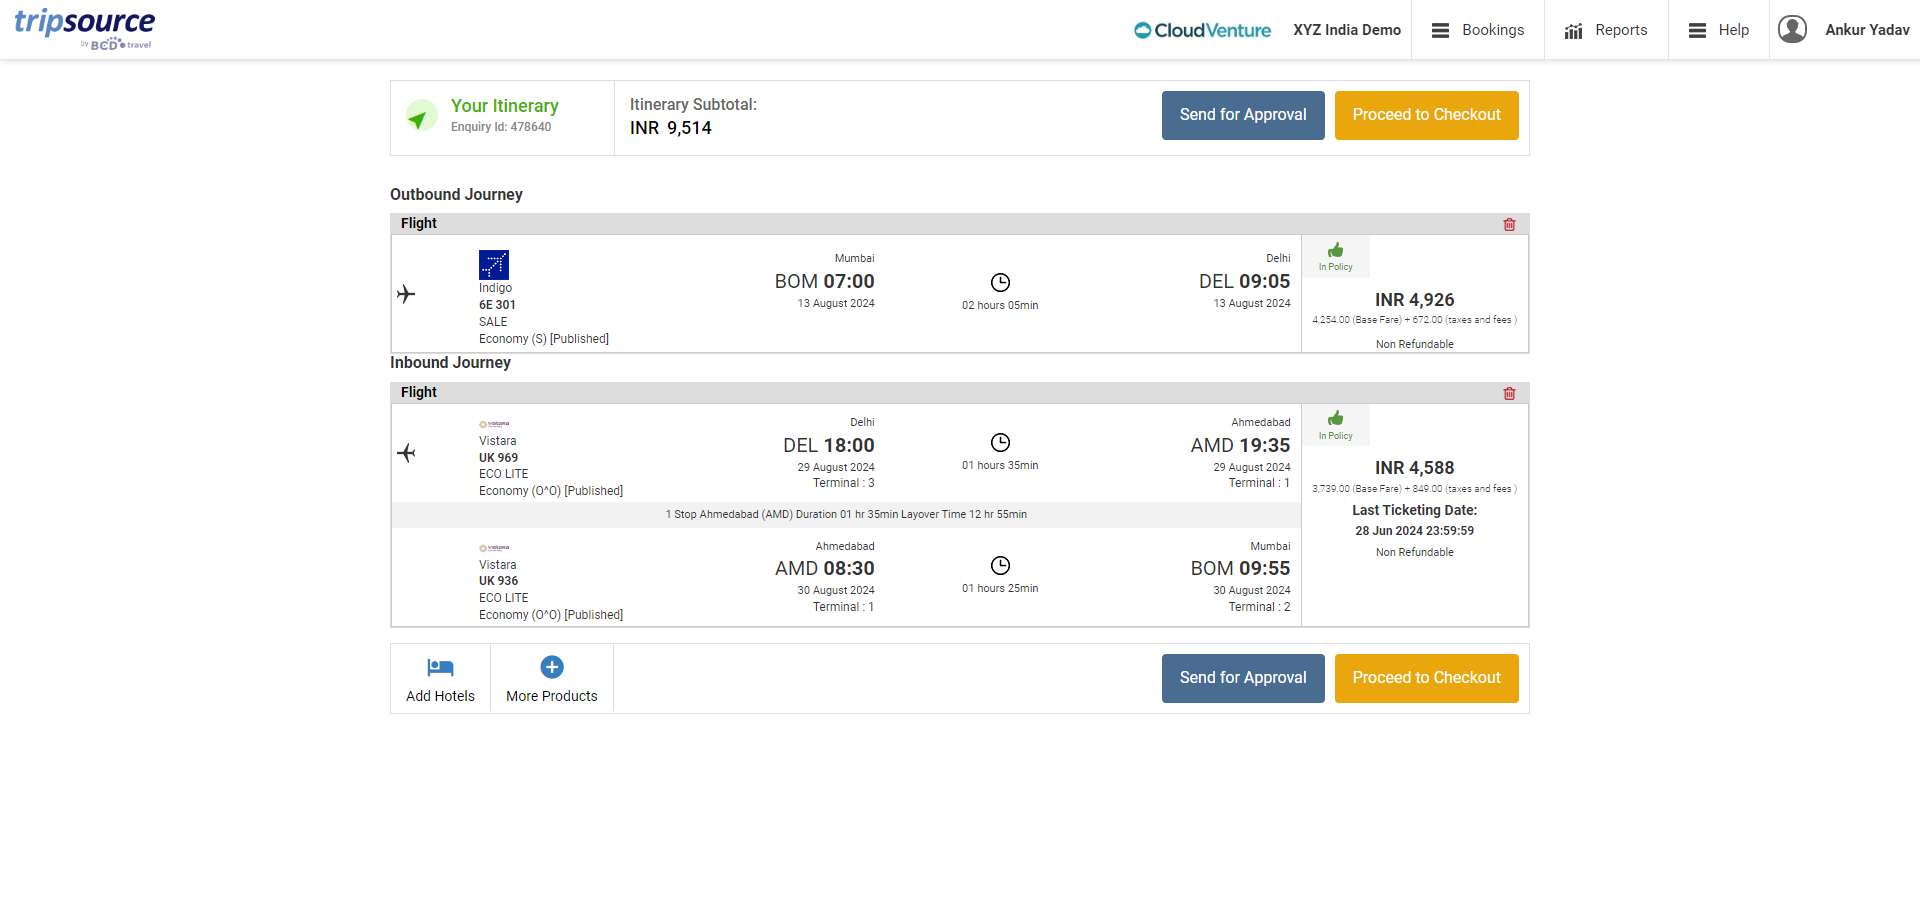 tripsource
by BCD travel
CloudVenture
XYZ India Demo
Bookings
Reports
Help
Ankur Yadav
Your Itinerary
Enquiry Id: 478640
Itinerary Subtotal:
INR 9,514
Send for Approval
Proceed to Checkout
Outbound Journey
Flight
Indigo
6E 301
SALE
Economy (S) [Published]
Mumbai
BOM 07:00
13 August 2024
02 hours 05min
Delhi
DEL 09:05
13 August 2024
In Policy
INR 4,926
4,254.00 (Base Fare) + 672.00 (taxes and fees )
Non Refundable
Inbound Journey
Flight
vistara
Vistara
UK 969
ECO LITE
Economy (O^O) [Published]
Delhi
DEL 18:00
29 August 2024
Terminal : 3
01 hours 35min
Ahmedabad
AMD 19:35
29 August 2024
Terminal : 1
In Policy
INR 4,588
3,739.00 (Base Fare) + 849.00 (taxes and fees )
Last Ticketing Date:
28 Jun 2024 23:59:59
Non Refundable
1 Stop Ahmedabad (AMD) Duration 01 hr 35min Layover Time 12 hr 55min
vistara
Vistara
UK 936
ECO LITE
Economy (O^O) [Published]
Ahmedabad
AMD 08:30
30 August 2024
Terminal : 1
01 hours 25min
Mumbai
BOM 09:55
30 August 2024
Terminal : 2
Add Hotels
More Products
Send for Approval
Proceed to Checkout